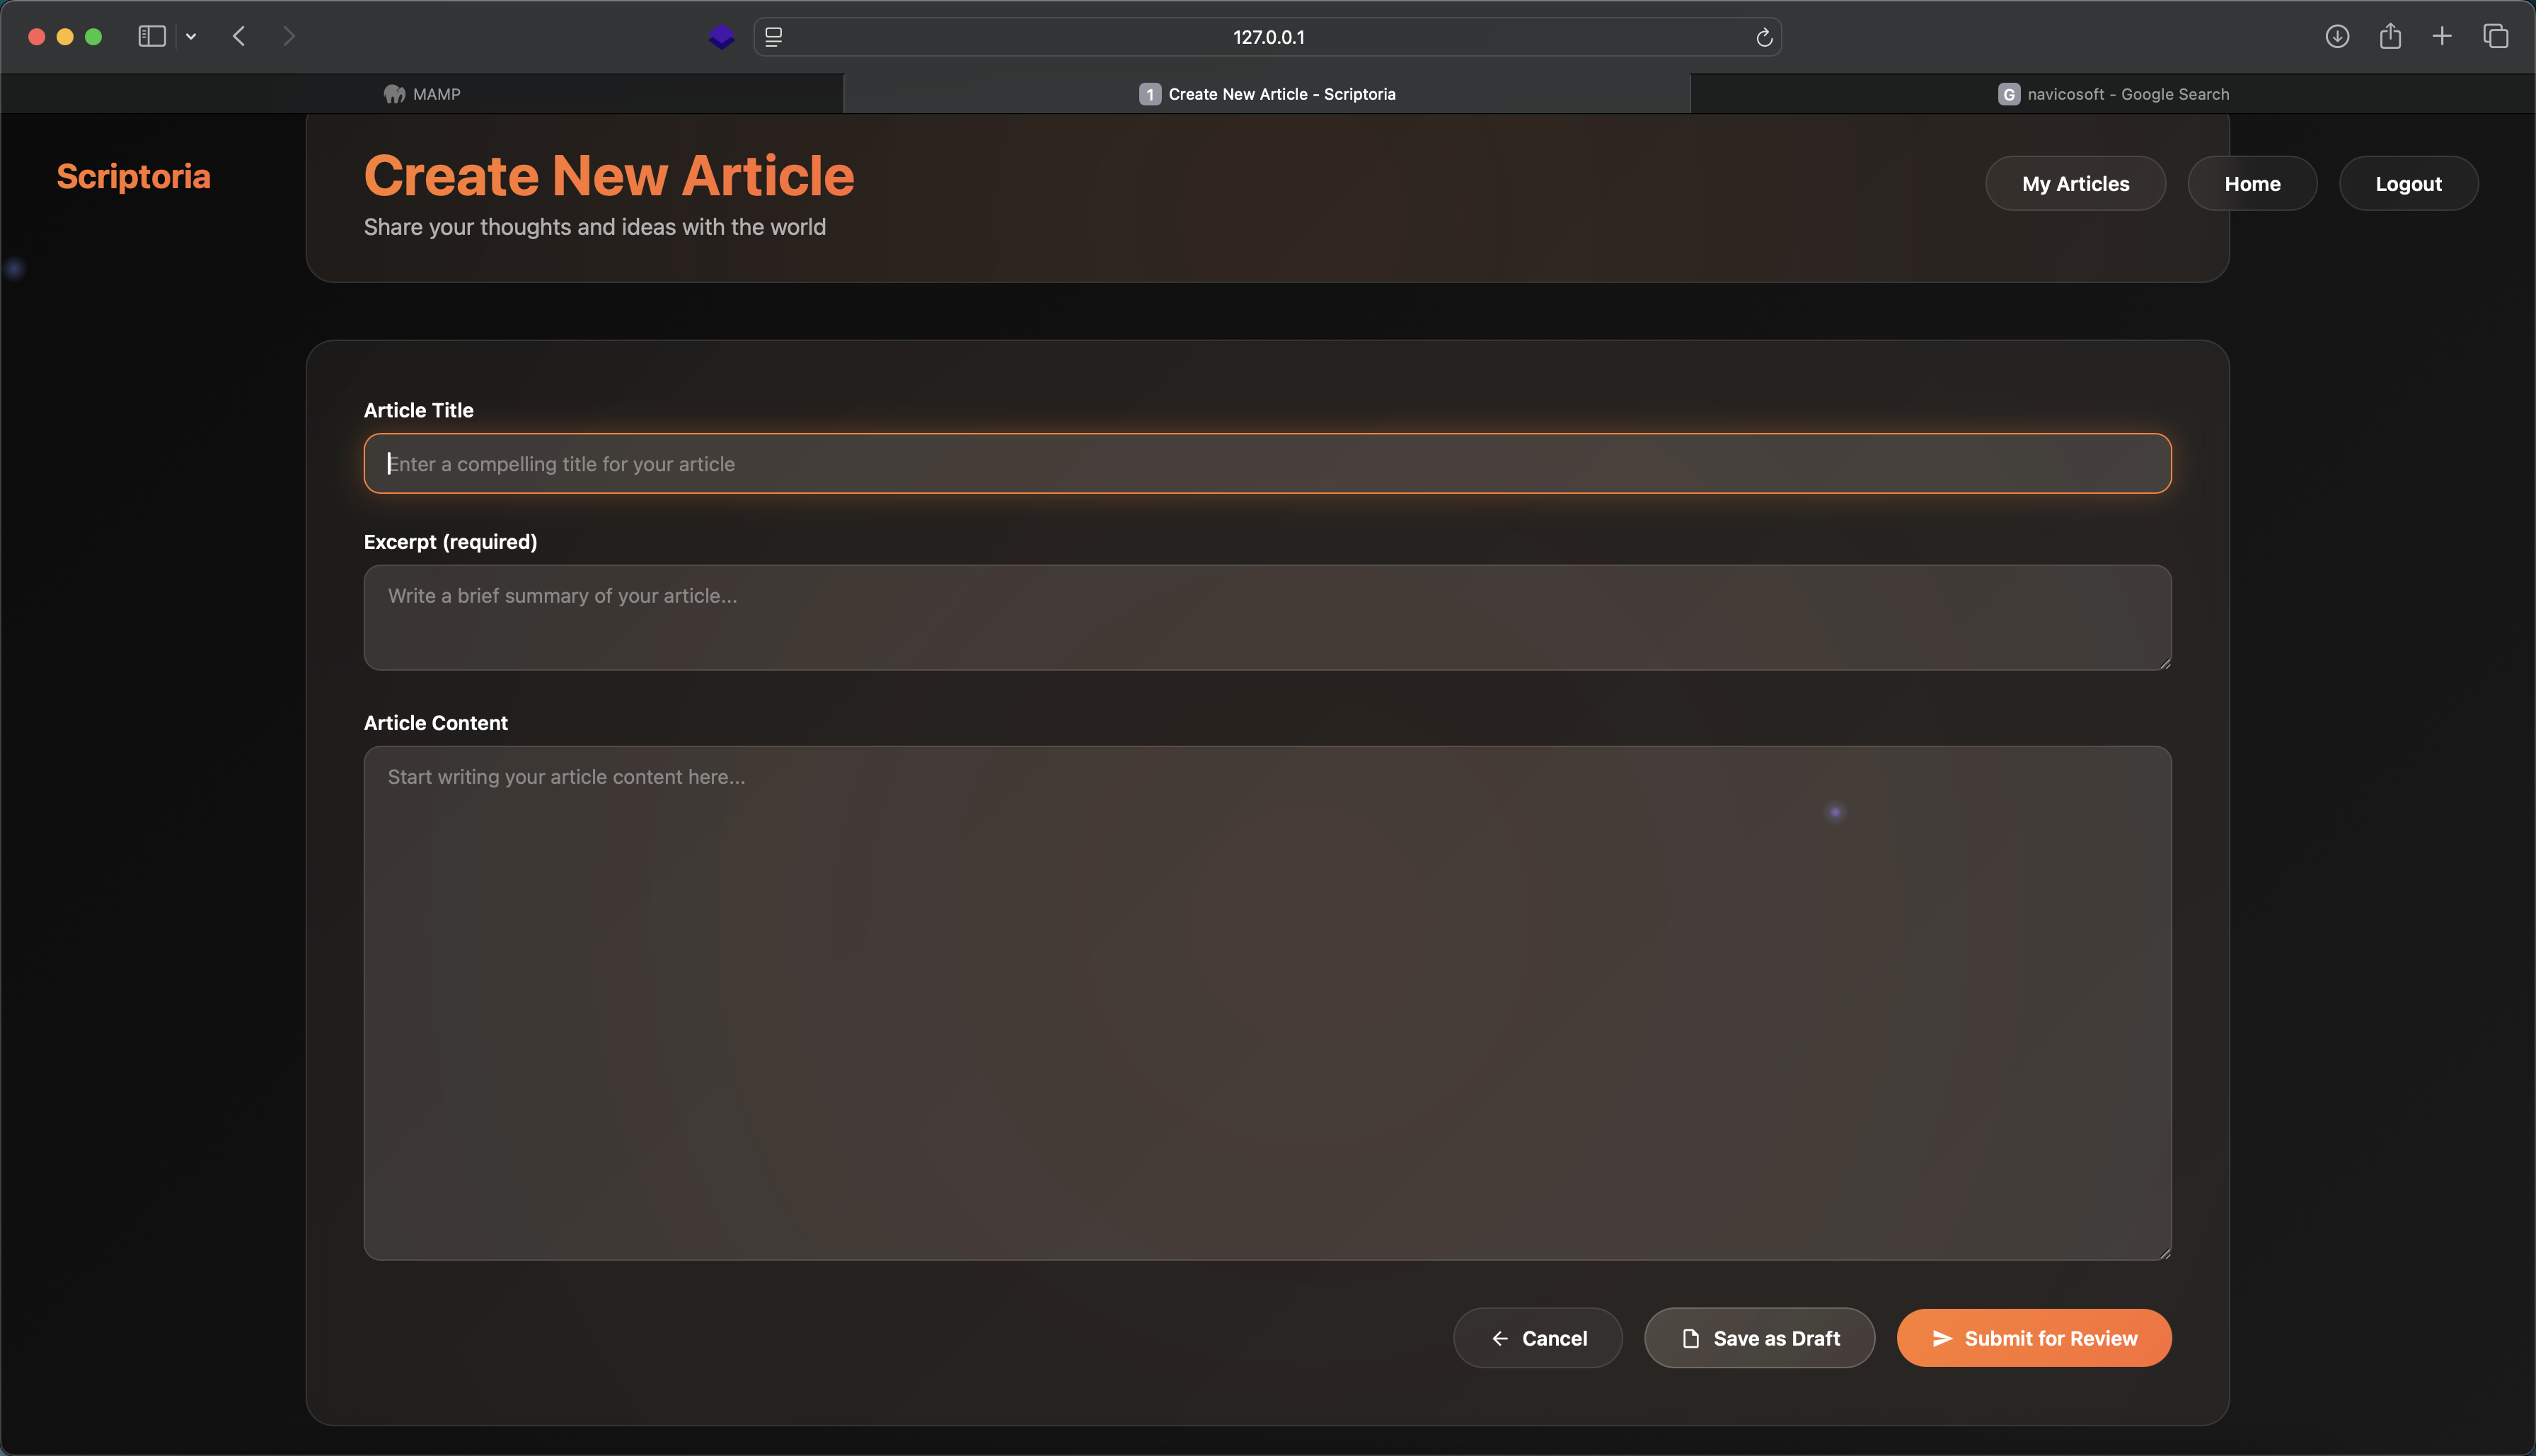 127.0.0.1
MAMP
1 Create New Article - Scriptoria
G navicosoft - Google Search
Scriptoria
Create New Article
Share your thoughts and ideas with the world
My Articles
Home
Logout
Article Title
Enter a compelling title for your article
Excerpt (required)
Write a brief summary of your article...
Article Content
Start writing your article content here...
Cancel
Save as Draft
Submit for Review